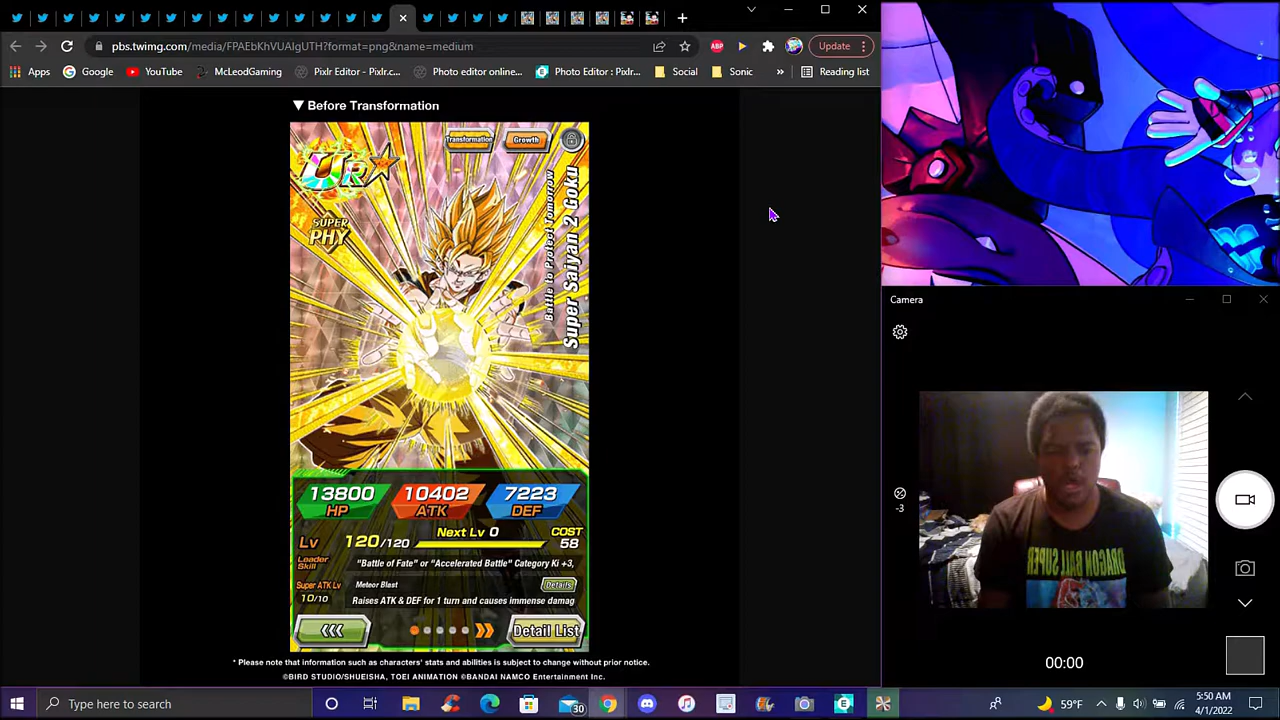 Update
pbs.twimg.com/media/FPAEbKhVUAIgUTH?format=png&name=medium
Apps
Google
YouTube
McLeodGaming
Pixlr Editor - Pixlr.c...
Photo editor online...
Photo Editor : Pixlr...
Social
Sonic
Reading list
▼ Before Transformation
Transformation
Growth
UR
SUPER
PHY
Battle to Protect Tomorrow
Super Saiyan 2 Goku
13800
HP
10402
ATK
7223
DEF
Lv 120/120
Next Lv 0
COST
58
Leader
Skill
"Battle of Fate" or "Accelerated Battle" Category Ki +3,
Super ATK Lv
10/10
Meteor Blast
Details
Raises ATK & DEF for 1 turn and causes immense damag
Detail List
* Please note that information such as characters' stats and abilities is subject to change without prior notice.
©BIRD STUDIO/SHUEISHA, TOEI ANIMATION ©BANDAI NAMCO Entertainment Inc.
Camera
-3
DRAGON BALL SUPER
00:00
Type here to search
30
59°F
5:50 AM
4/1/2022